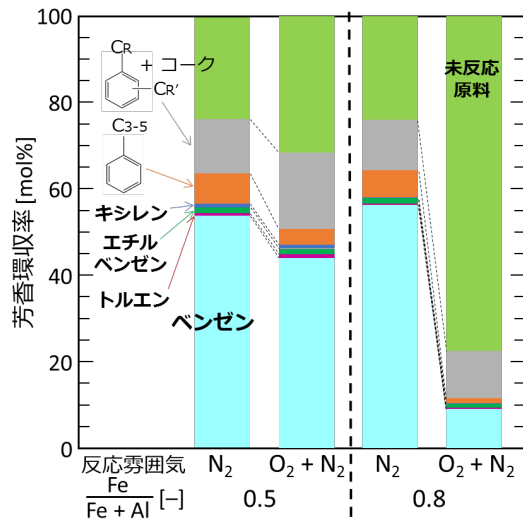 芳香環収率 [mol%]
100
80
60
40
20
0
CR
+ コーク
CR'
C3-5
キシレン
エチル
ベンゼン
トルエン
ベンゼン
未反応
原料
反応雰囲気 N2 O2 + N2 N2 O2 + N2
Fe
Fe + Al
[−] 0.5 0.8